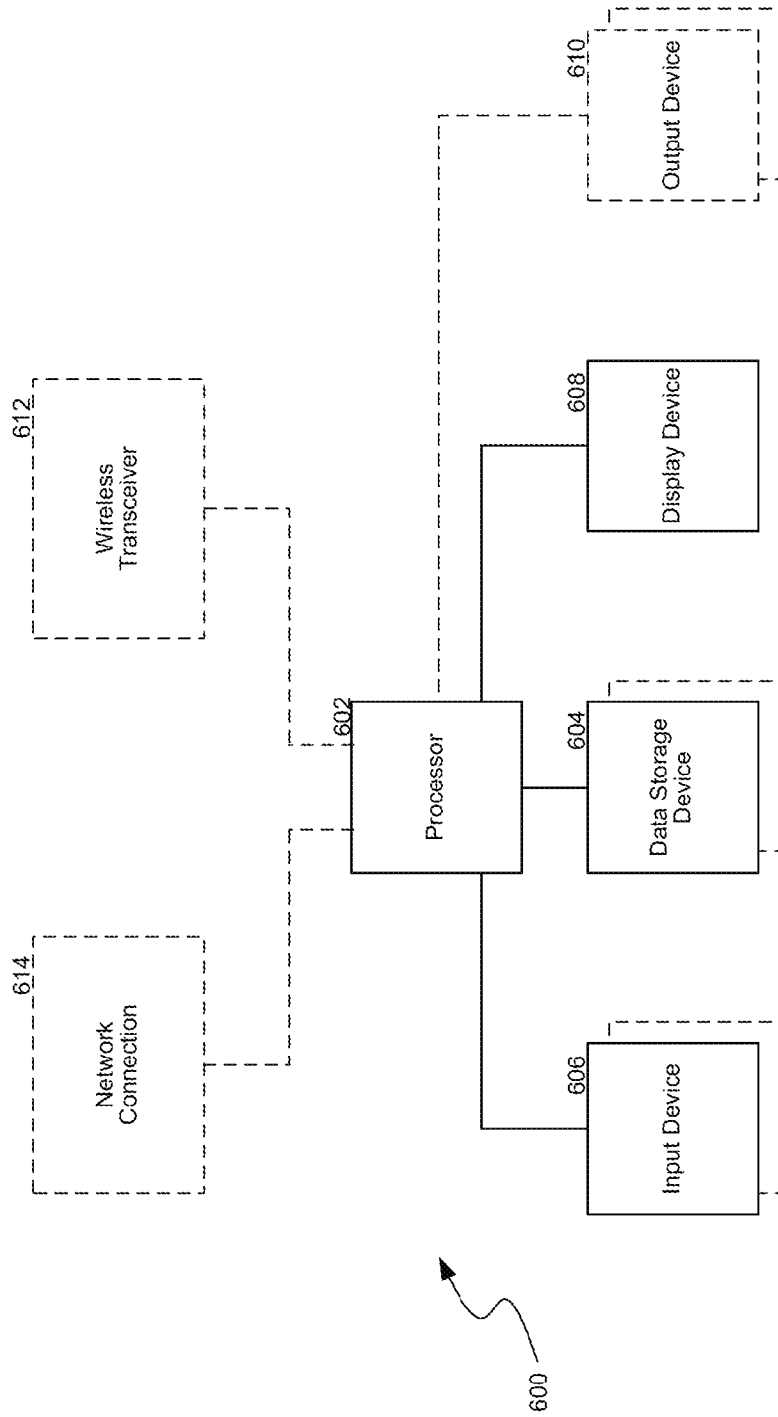 614
Network
Connection
612
Wireless
Transceiver
602
Processor
606
Input Device
604
Data Storage
Device
608
Display Device
610
Output Device
600